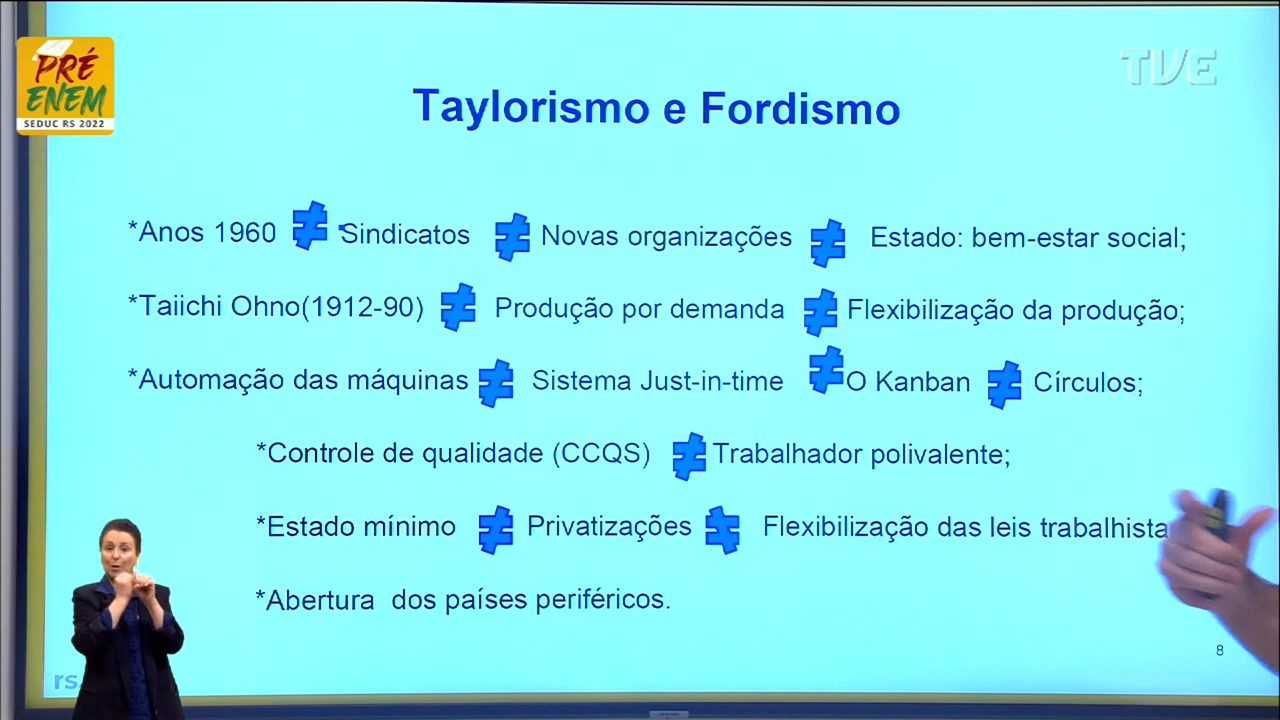 PRÉ
ENEM
SEDUC RS 2022
TVE
Taylorismo e Fordismo
*Anos 1960 ≠ Sindicatos ≠ Novas organizações ≠ Estado: bem-estar social;
*Taiichi Ohno(1912-90) ≠ Produção por demanda ≠ Flexibilização da produção;
*Automação das máquinas ≠ Sistema Just-in-time ≠ O Kanban ≠ Círculos;
*Controle de qualidade (CCQS) ≠ Trabalhador polivalente;
*Estado mínimo ≠ Privatizações ≠ Flexibilização das leis trabalhista
*Abertura dos países periféricos.
8
rs.